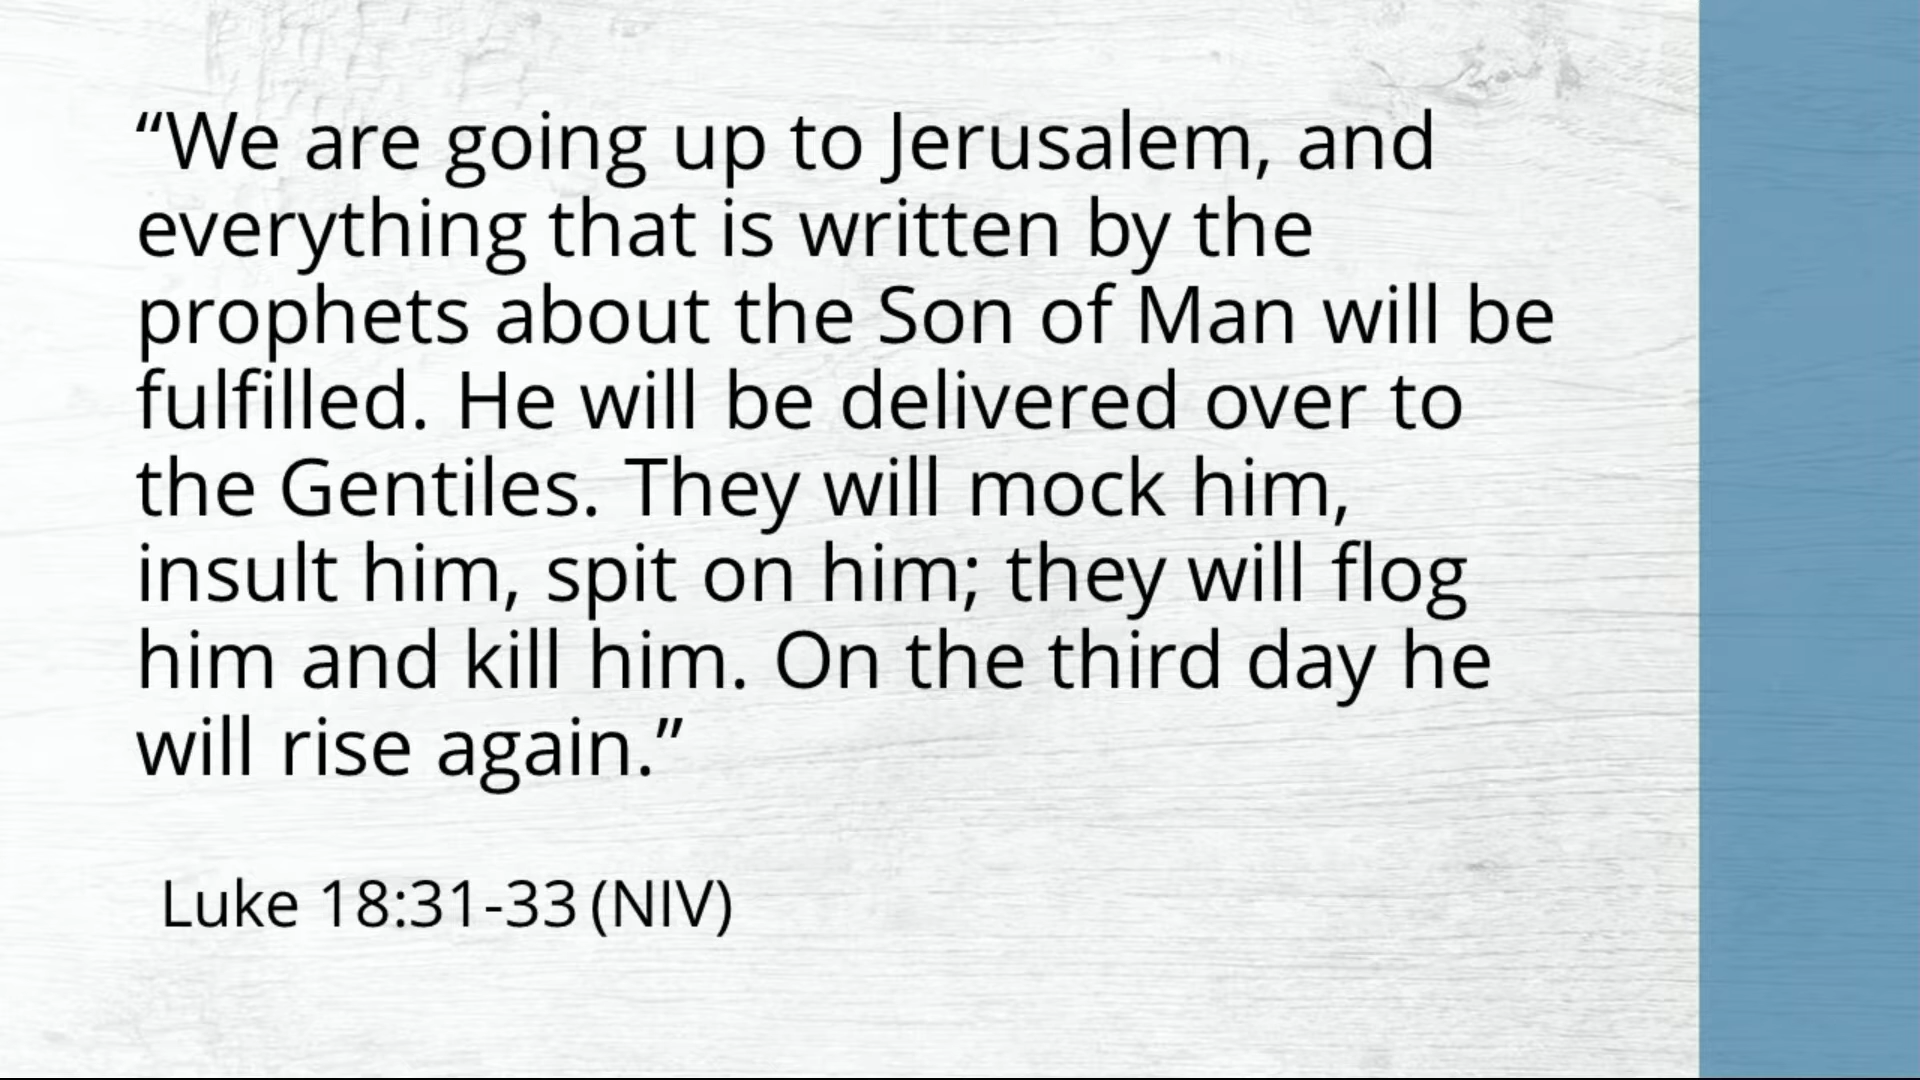 “We are going up to Jerusalem, and
everything that is written by the
prophets about the Son of Man will be
fulfilled. He will be delivered over to
the Gentiles. They will mock him,
insult him, spit on him; they will flog
him and kill him. On the third day he
will rise again.”
Luke 18:31-33 (NIV)